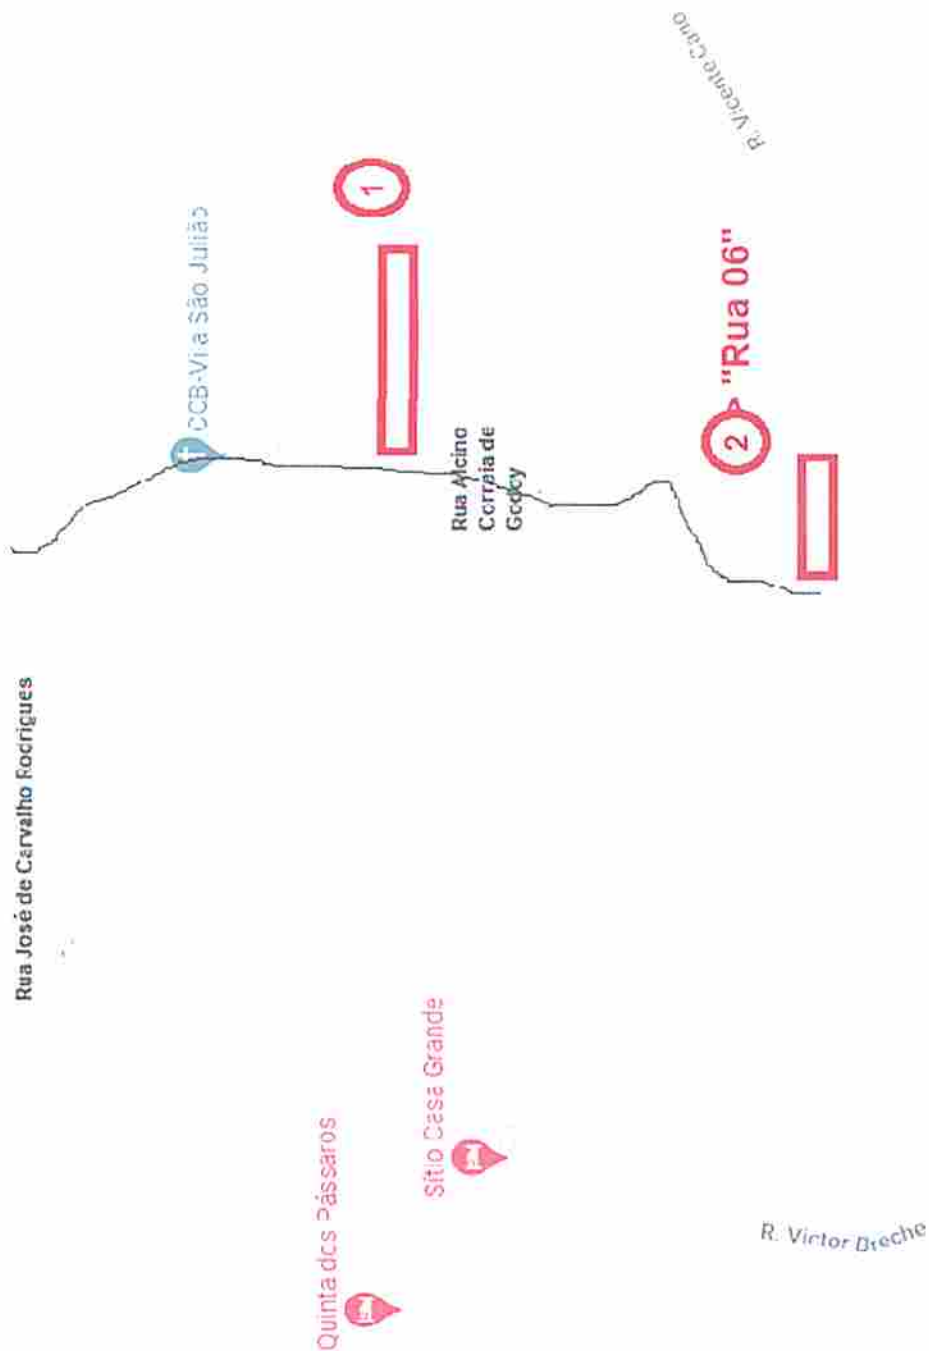 Rua José de Carvalho Rodrigues
R. Vicente Cano
CCB-Vila São Julião
1
Rua Alcino
Correia de
Godoy
2
"Rua 06"
Quinta dos Pássaros
Sítio Casa Grande
R. Victor Breche